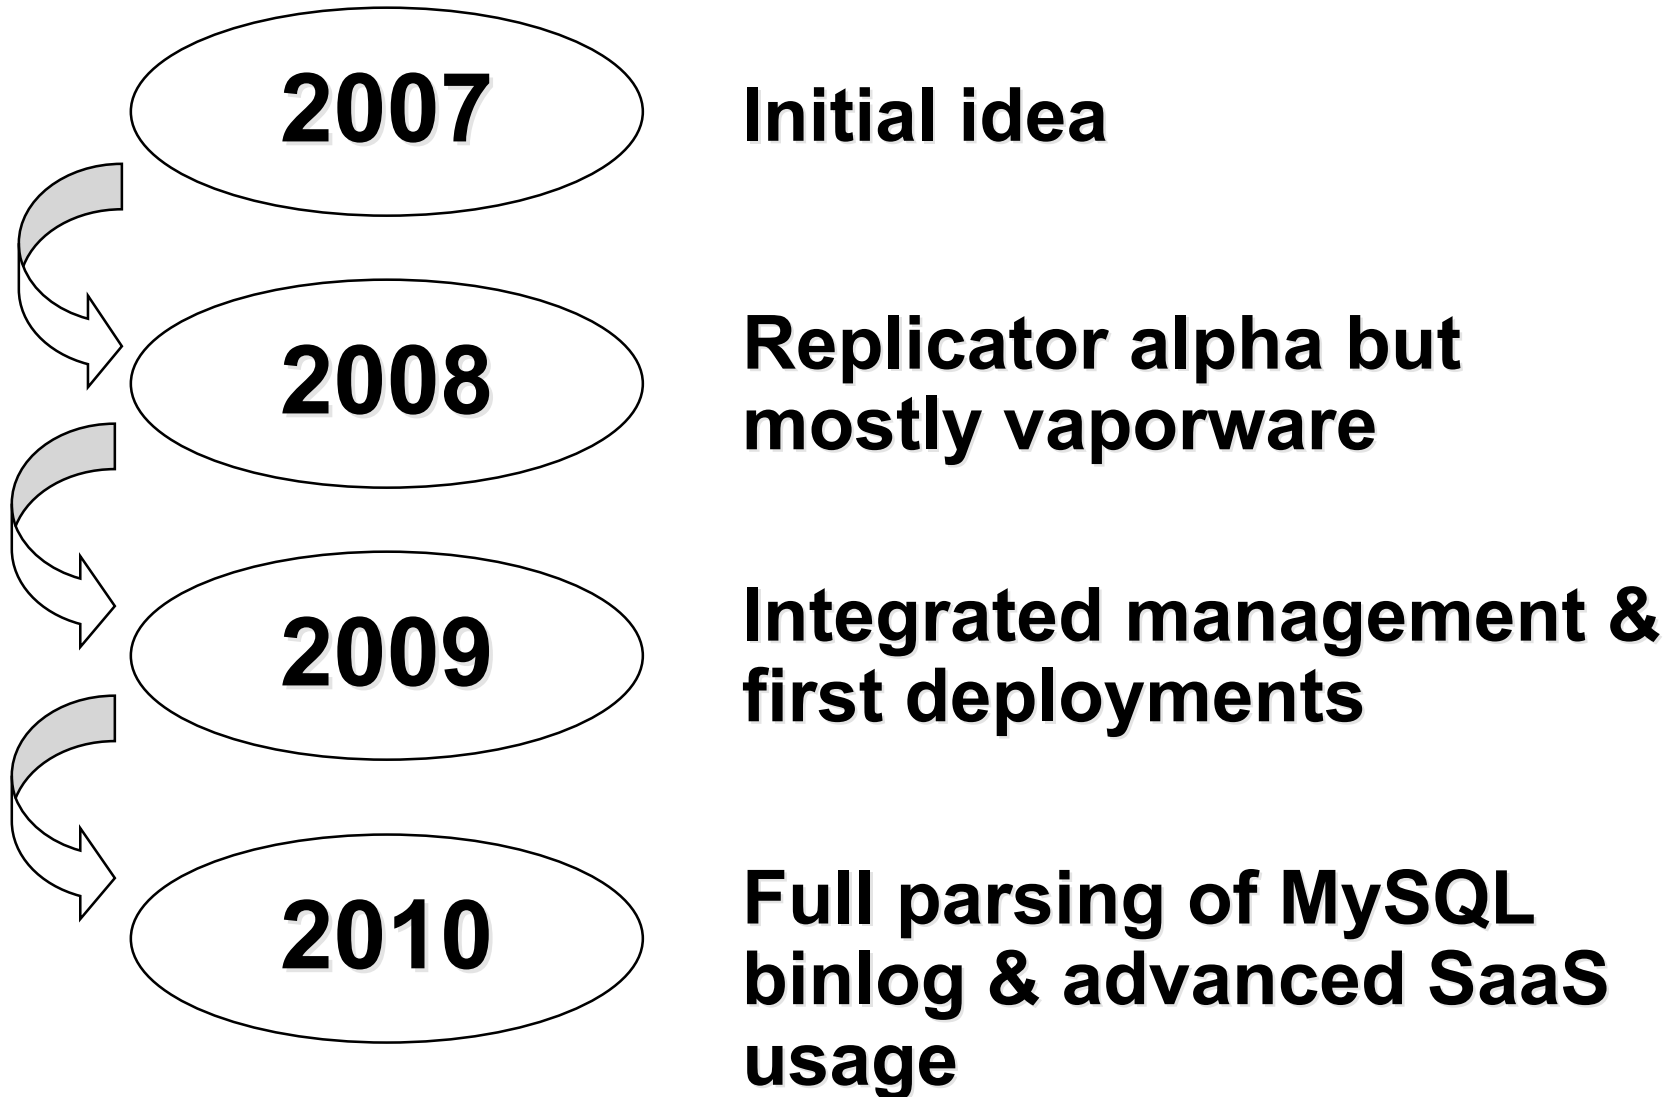 2007
Initial idea
2008
Replicator alpha but
mostly vaporware
2009
Integrated management &
first deployments
2010
Full parsing of MySQL
binlog & advanced SaaS
usage